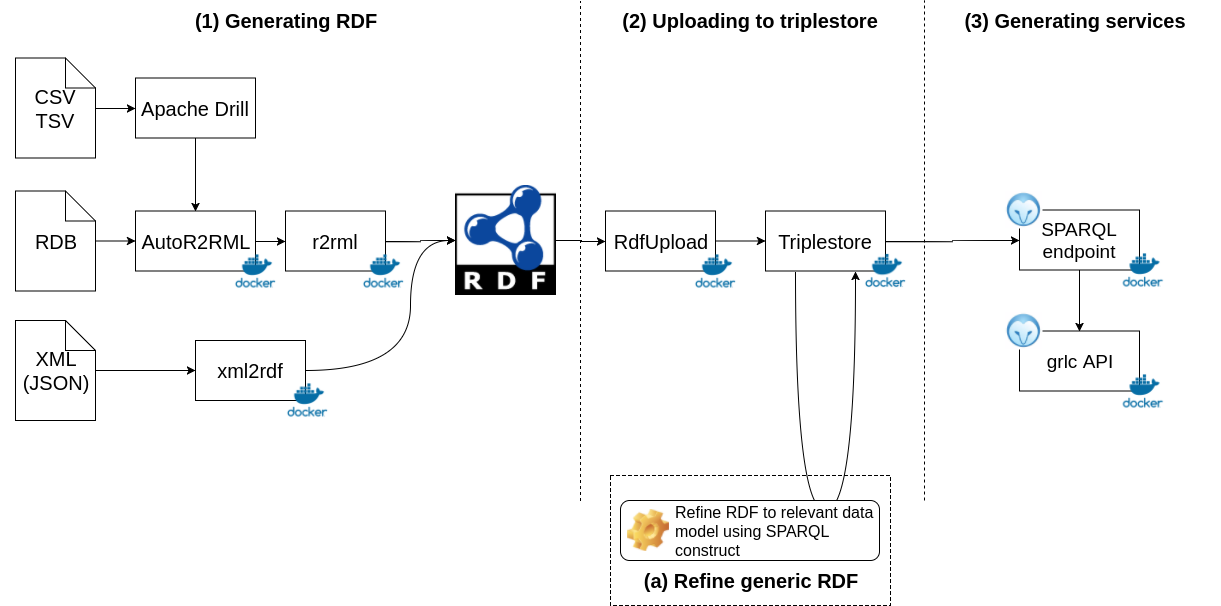 (1) Generating RDF
(2) Uploading to triplestore
(3) Generating services
CSV
TSV
Apache Drill
RDB
AutoR2RML
docker
r2rml
docker
RDF
RdfUpload
docker
Triplestore
docker
SPARQL
endpoint
docker
XML
(JSON)
xml2rdf
docker
grlc API
docker
Refine RDF to relevant data
model using SPARQL
construct
(a) Refine generic RDF